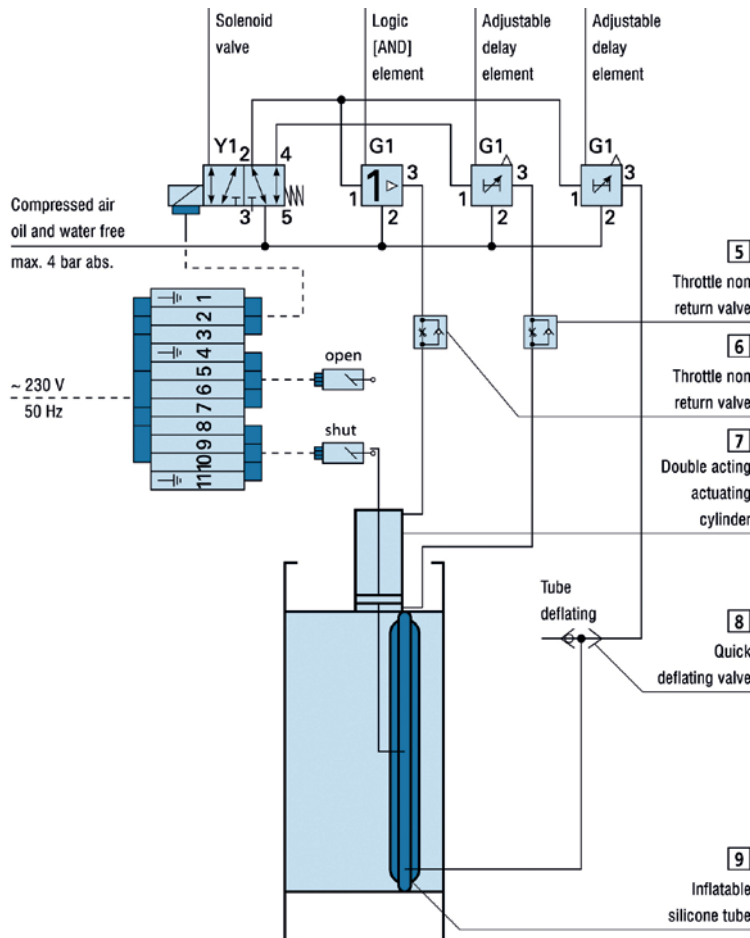 Solenoid
valve
Logic
[AND]
element
Adjustable
delay
element
Adjustable
delay
element
Y1
2
4
3
5
G1
1
1
3
2
G1
1
3
2
G1
1
3
2
Compressed air
oil and water free
max. 4 bar abs.
1
2
3
4
5
6
7
8
9
10
11
~ 230 V
50 Hz
open
shut
5
Throttle non
return valve
6
Throttle non
return valve
7
Double acting
actuating
cylinder
Tube
deflating
8
Quick
deflating valve
9
Inflatable
silicone tube